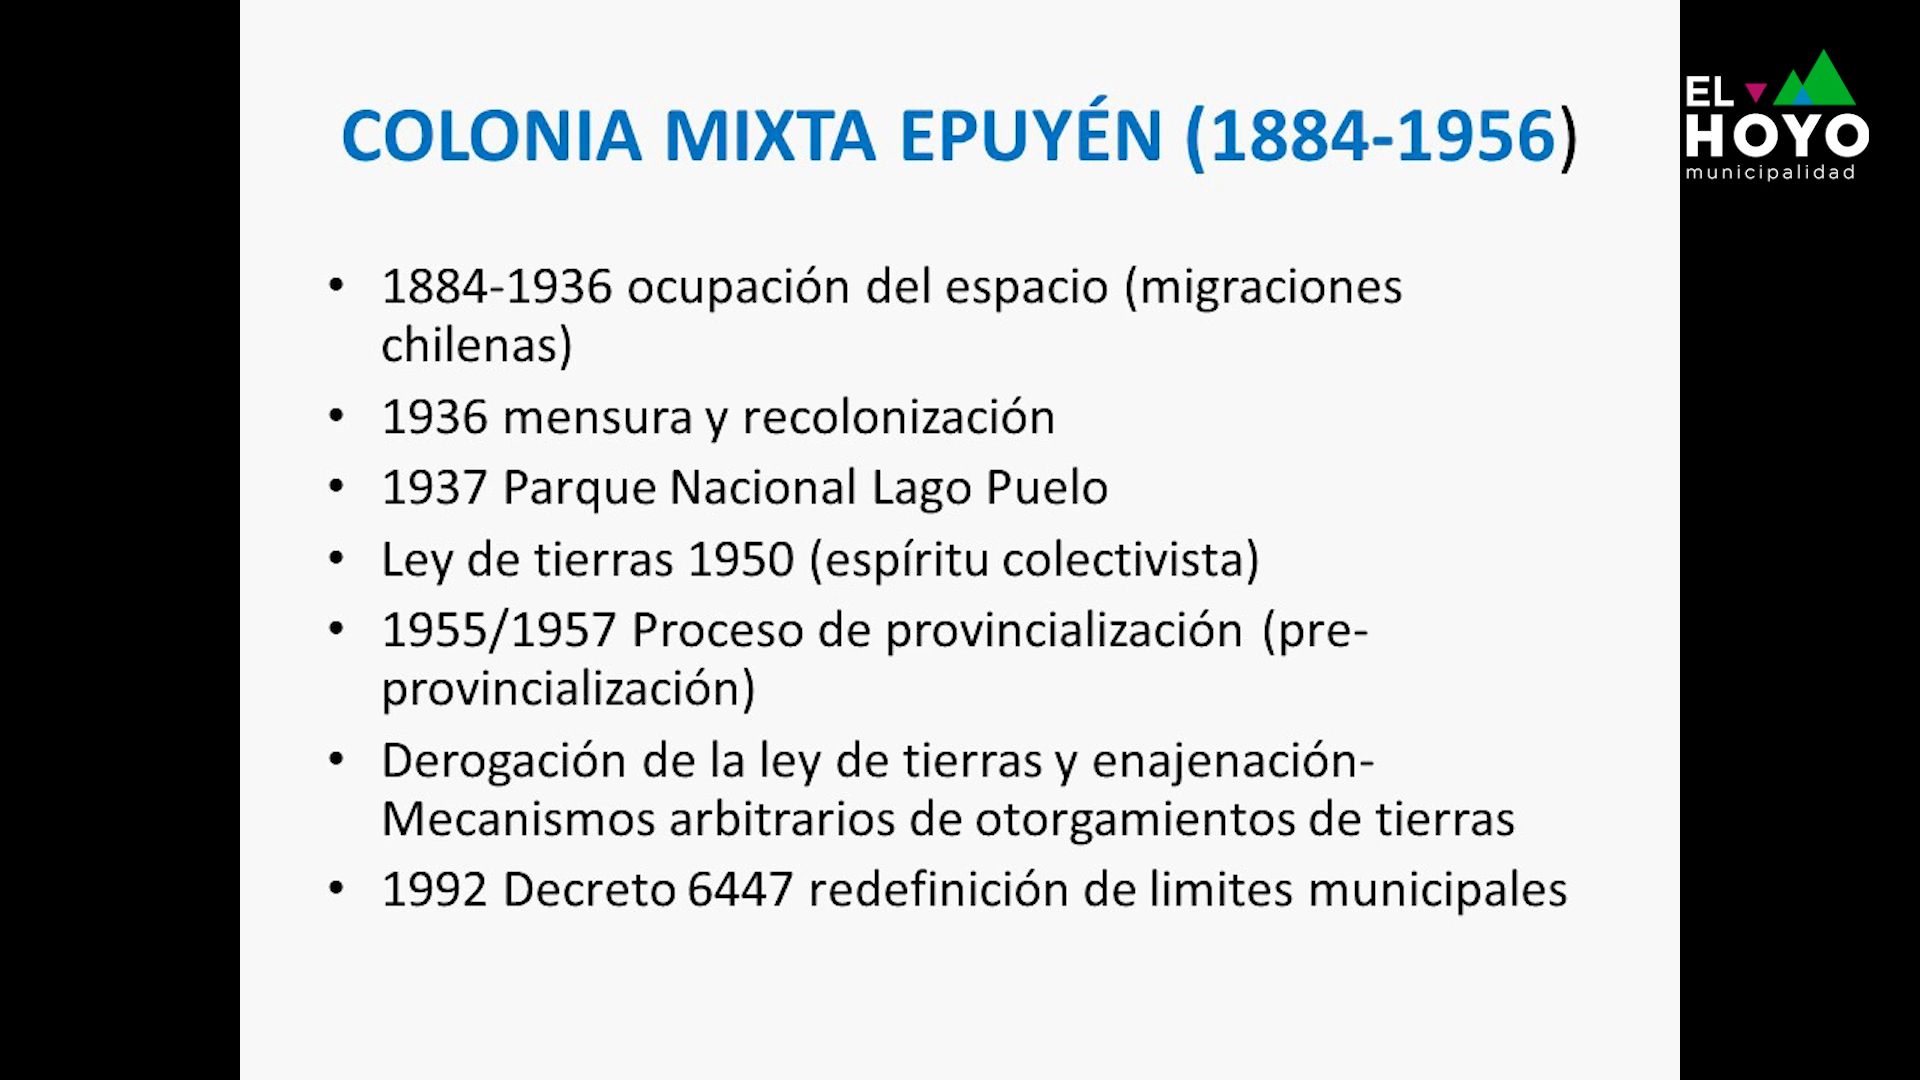 COLONIA MIXTA EPUYÉN (1884-1956)
EL
HOYO
municipalidad
• 1884-1936 ocupación del espacio (migraciones
chilenas)
• 1936 mensura y recolonización
• 1937 Parque Nacional Lago Puelo
• Ley de tierras 1950 (espíritu colectivista)
• 1955/1957 Proceso de provincialización (pre-
provincialización)
• Derogación de la ley de tierras y enajenación-
Mecanismos arbitrarios de otorgamientos de tierras
• 1992 Decreto 6447 redefinición de limites municipales